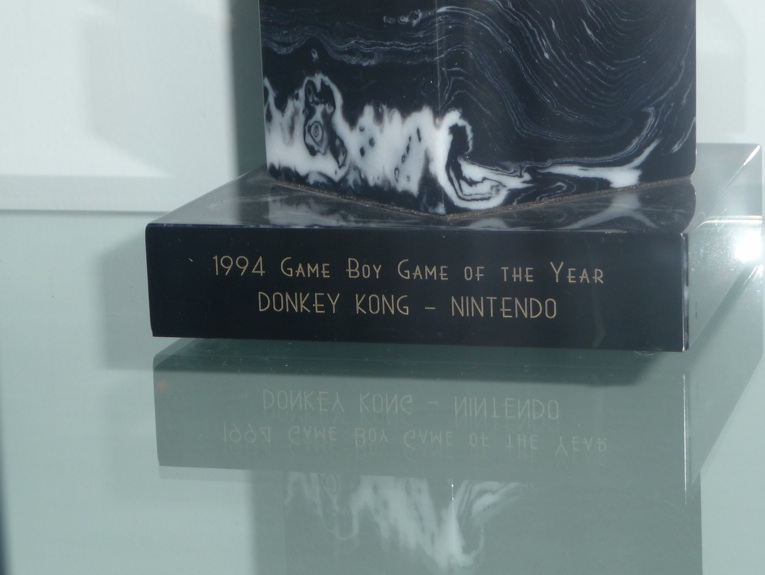 1994 GAME BOY GAME OF THE YEAR
DONKEY KONG – NINTENDO